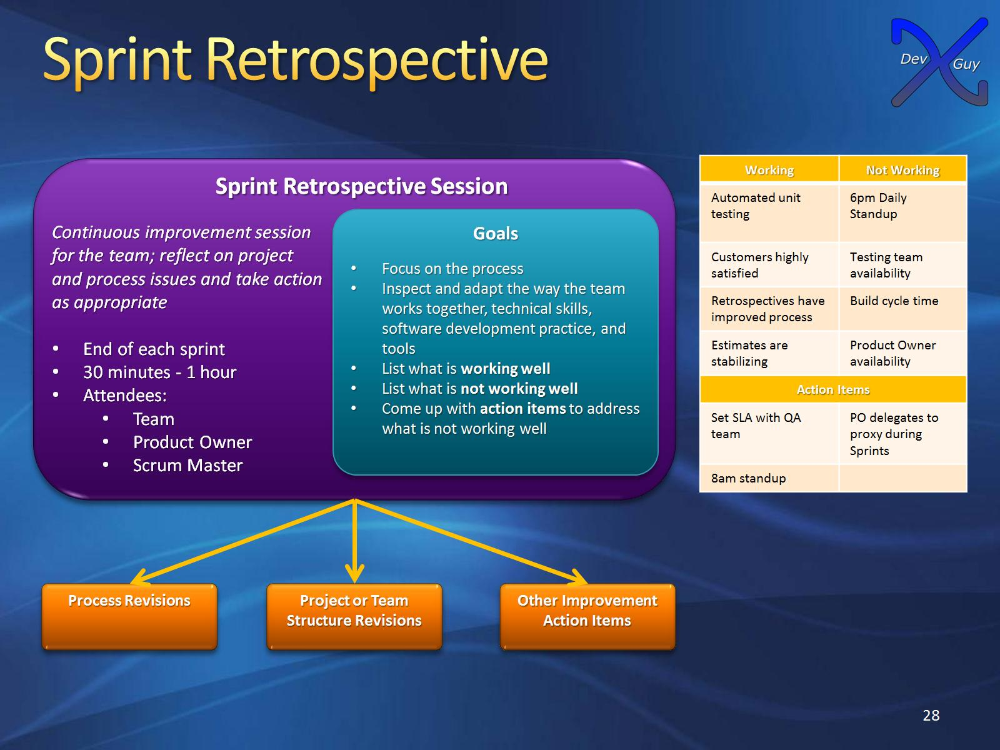 Sprint Retrospective
Dev Guy
Sprint Retrospective Session
Continuous improvement session
for the team; reflect on project
and process issues and take action
as appropriate
• End of each sprint
• 30 minutes - 1 hour
• Attendees:
• Team
• Product Owner
• Scrum Master
Goals
• Focus on the process
• Inspect and adapt the way the team
works together, technical skills,
software development practice, and
tools
• List what is working well
• List what is not working well
• Come up with action items to address
what is not working well
Working Not Working
Automated unit
testing
6pm Daily
Standup
Customers highly
satisfied
Testing team
availability
Retrospectives have
improved process
Build cycle time
Estimates are
stabilizing
Product Owner
availability
Action Items
Set SLA with QA
team
PO delegates to
proxy during
Sprints
8am standup
Process Revisions
Project or Team
Structure Revisions
Other Improvement
Action Items
28